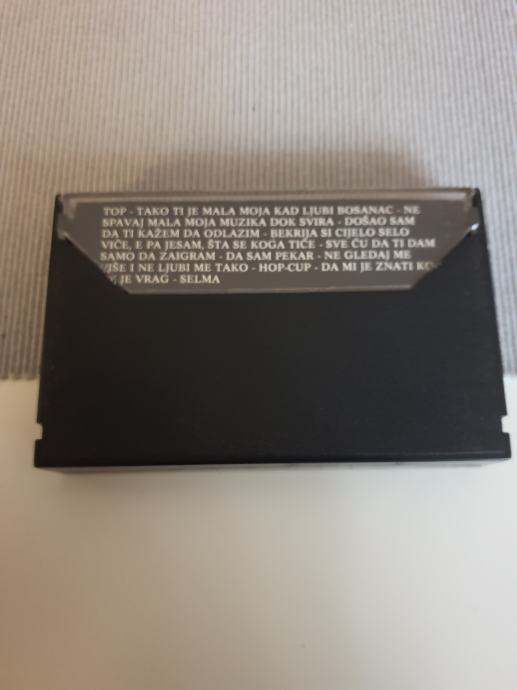 TOP - TAKO TI JE MALA MOJA KAD LJUBI BOSANAC - NE
SPAVAJ MALA MOJA MUZIKA DOK SVIRA - DOŠAO SAM
DA TI KAŽEM DA ODLAZIM - BEKRIJA SI CIJELO SELO
VIČE, E PA JESAM, ŠTA SE KOGA TIČE - SVE ĆU DA TI DAM
SAMO DA ZAIGRAM - DA SAM PEKAR - NE GLEDAJ ME
VIŠE I NE LJUBI ME TAKO - HOP-CUP - DA MI JE ZNATI KO
JE VRAG - SELMA